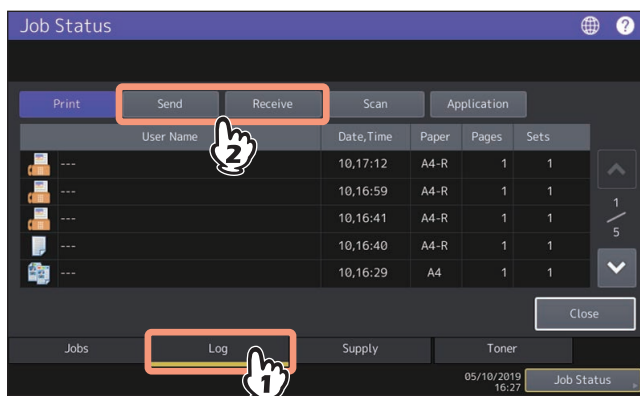 Job Status ?
Print Send Receive Scan Application
User Name Date,Time Paper Pages Sets
--- 10,17:12 A4-R 1 1
--- 10,16:59 A4-R 1 1
--- 10,16:41 A4-R 1 1
--- 10,16:40 A4-R 1 1
--- 10,16:29 A4 1 1
1
5
2
Close
Jobs Log Supply Toner
1
05/10/2019
16:27
Job Status